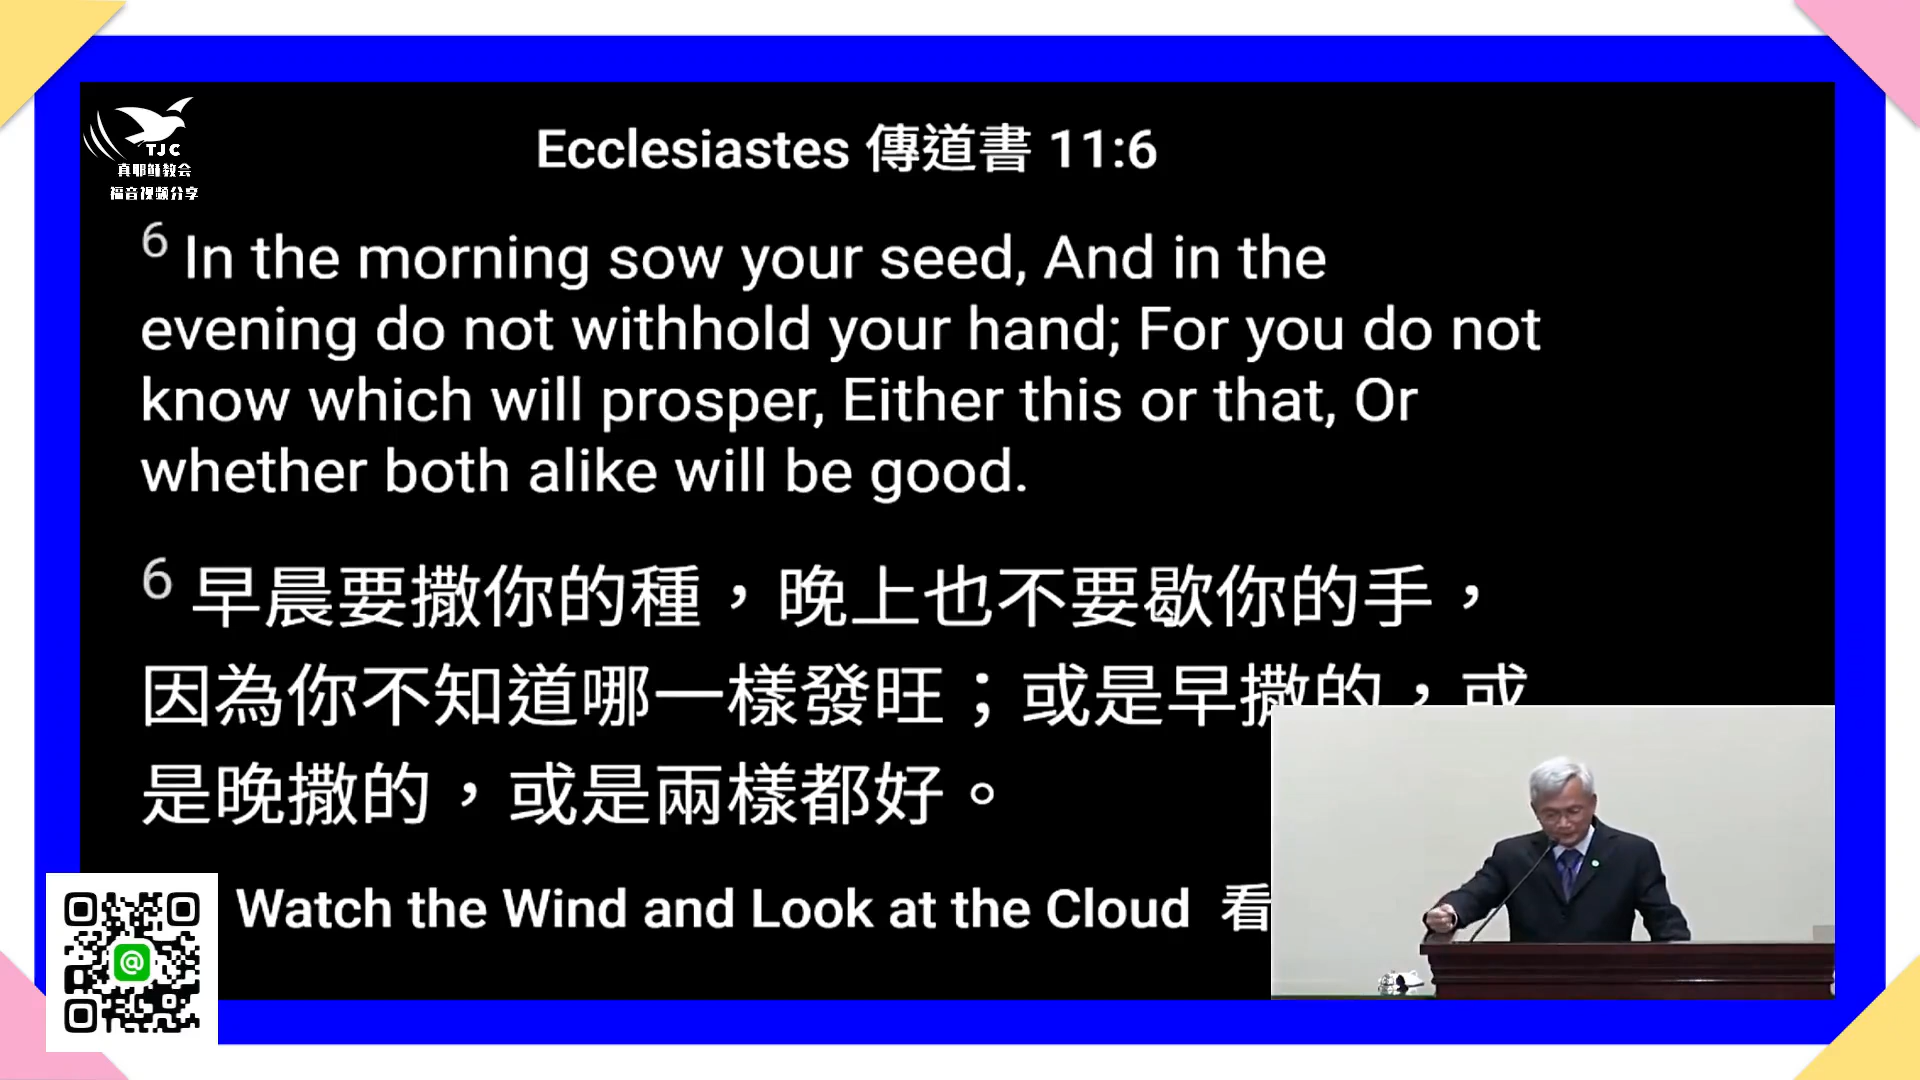 TJC
真耶穌教会
福音视频分享
Ecclesiastes 傳道書 11:6
6 In the morning sow your seed, And in the
evening do not withhold your hand; For you do not
know which will prosper, Either this or that, Or
whether both alike will be good.
6 早晨要撒你的種，晚上也不要歇你的手，
因為你不知道哪一樣發旺；或是早撒的，或
是晚撒的，或是兩樣都好。
Watch the Wind and Look at the Cloud 看
@